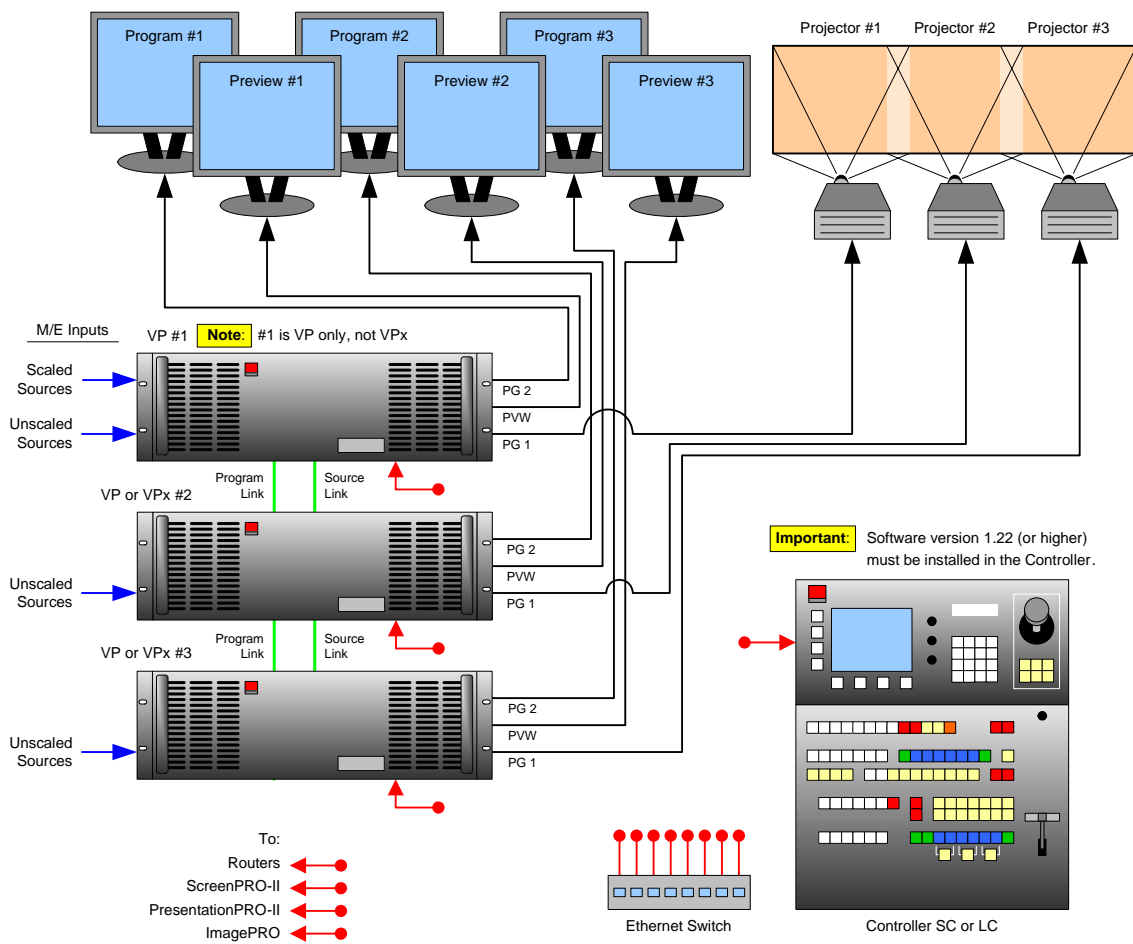 Program #1
Program #2
Program #3
Preview #1
Preview #2
Preview #3
Projector #1
Projector #2
Projector #3
M/E Inputs
VP #1
Note:
#1 is VP only, not VPx
Scaled
Sources
Unscaled
Sources
PG 2
PVW
PG 1
Program
Link
Source
Link
VP or VPx #2
Unscaled
Sources
PG 2
PVW
PG 1
Program
Link
Source
Link
VP or VPx #3
Unscaled
Sources
PG 2
PVW
PG 1
Important:
Software version 1.22 (or higher)
must be installed in the Controller.
To:
Routers
ScreenPRO-II
PresentationPRO-II
ImagePRO
Ethernet Switch
Controller SC or LC